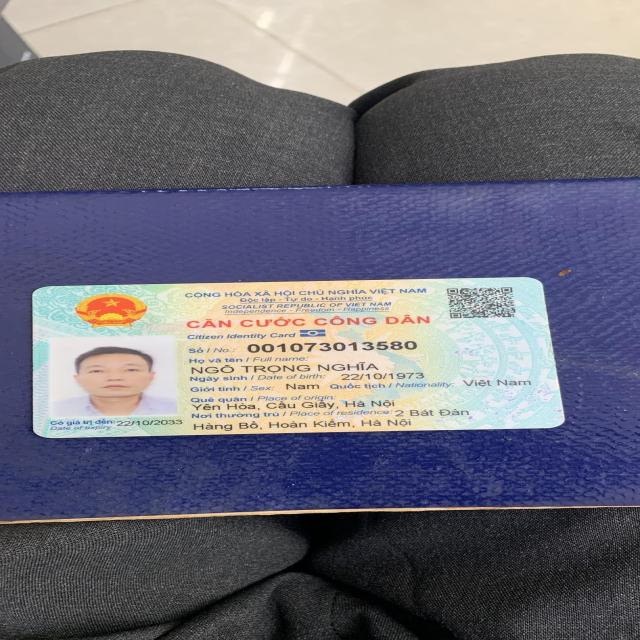 CỘNG HÒA XÃ HỘI CHỦ NGHĨA VIỆT NAM
Độc lập - Tự do - Hạnh phúc
SOCIALIST REPUBLIC OF VIET NAM
Independence - Freedom - Happiness
CĂN CƯỚC CÔNG DÂN
Citizen Identity Card
Số / No.: 001073013580
Họ và tên / Full name:
NGÔ TRỌNG NGHĨA
Ngày sinh / Date of birth: 22/10/1973
Giới tính / Sex: Nam Quốc tịch / Nationality: Việt Nam
Quê quán / Place of origin:
Yên Hòa, Cầu Giấy, Hà Nội
Nơi thường trú / Place of residence: 2 Bát Đàn
Hàng Bồ, Hoàn Kiếm, Hà Nội
Có giá trị đến: 22/10/2033
Date of expiry